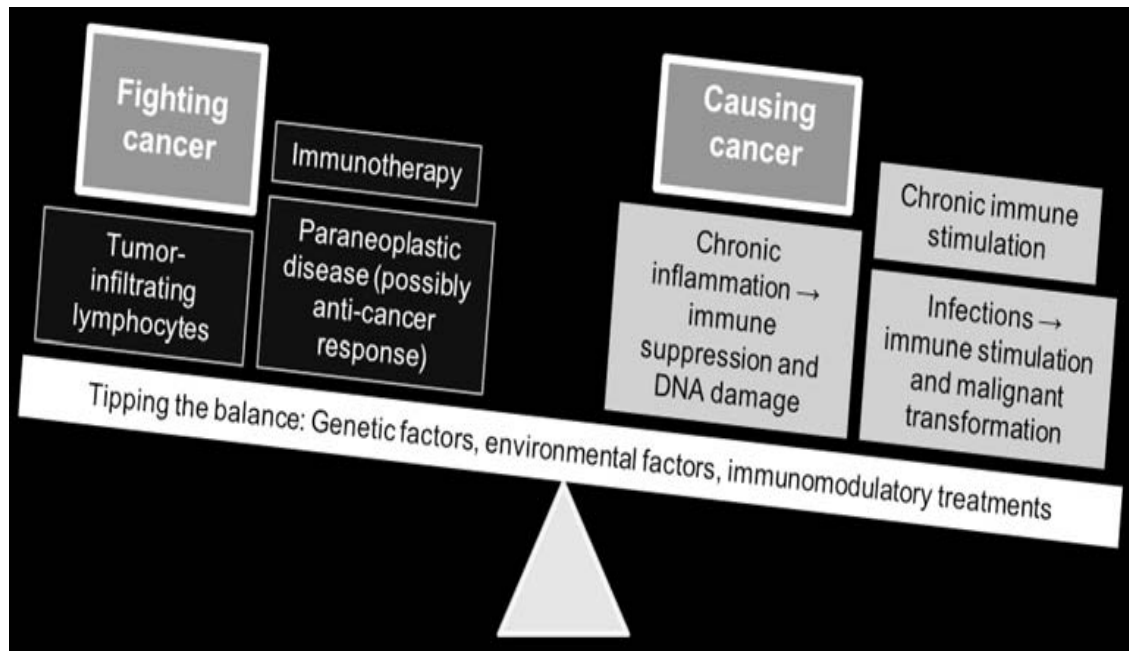 Fighting
cancer
Immunotherapy
Tumor-
infiltrating
lymphocytes
Paraneoplastic
disease (possibly
anti-cancer
response)
Causing
cancer
Chronic immune
stimulation
Chronic
inflammation →
immune
suppression and
DNA damage
Infections →
immune stimulation
and malignant
transformation
Tipping the balance: Genetic factors, environmental factors, immunomodulatory treatments